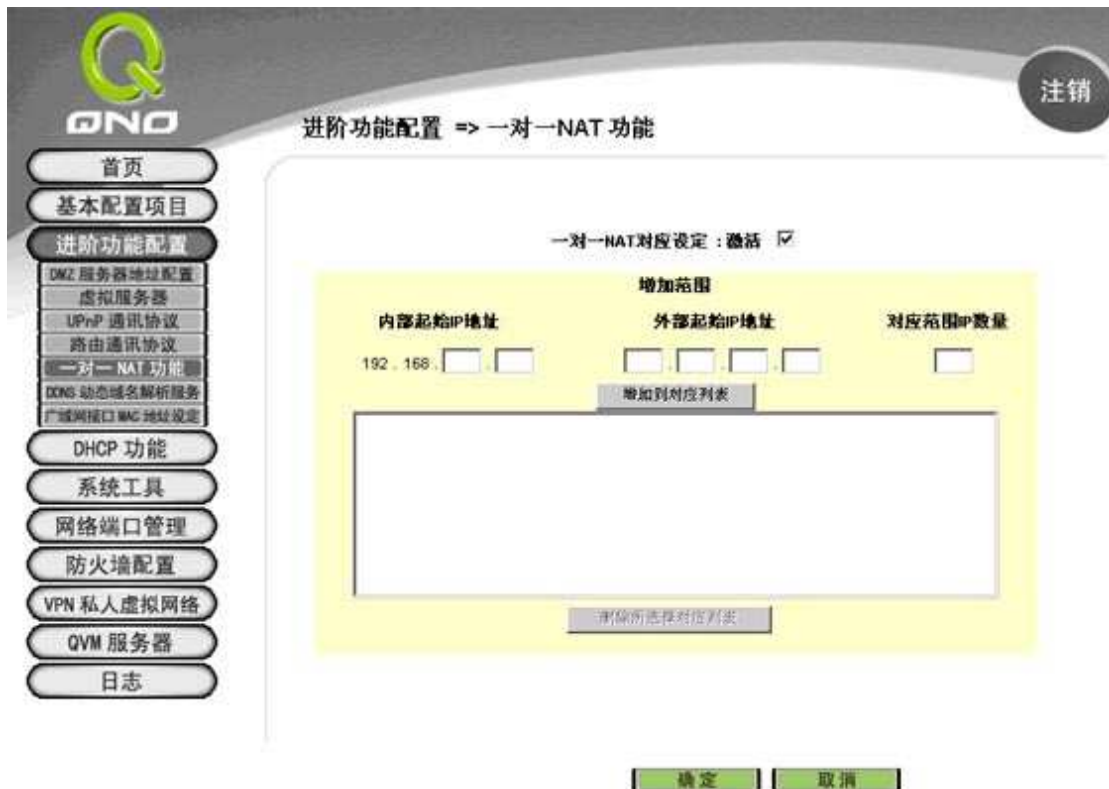 QNO
注销
进阶功能配置 => 一对一NAT 功能
首页
基本配置项目
进阶功能配置
DMZ 服务器地址配置
虚拟服务器
UPnP 通讯协议
路由通讯协议
一对一 NAT 功能
DDNS 动态域名解析服务
广域网接口 MAC 地址设定
DHCP 功能
系统工具
网络端口管理
防火墙配置
VPN 私人虚拟网络
QVM 服务器
日志
一对一NAT对应设定 : 激活
增加范围
内部起始IP地址 外部起始IP地址 对应范围IP数量
192 . 168 . . . . .
增加到对应列表
删除所选择对应列表
确定 取消